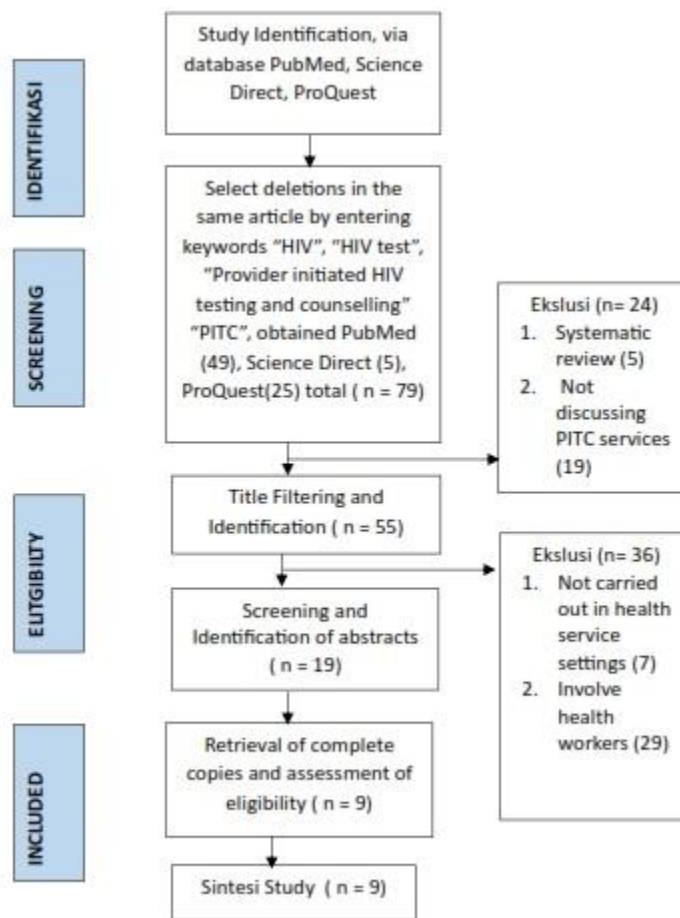 IDENTIFIKASI
Study Identification, via
database PubMed, Science
Direct, ProQuest
SCREENING
Select deletions in the
same article by entering
keywords “HIV”, “HIV test”,
“Provider initiated HIV
testing and counselling”
“PITC”, obtained PubMed
(49), Science Direct (5),
ProQuest(25) total ( n = 79)
Ekslusi (n= 24)
1. Systematic
review (5)
2. Not
discussing
PITC services
(19)
ELITGIBILTY
Title Filtering and
Identification ( n = 55)
Ekslusi (n= 36)
1. Not carried
out in health
service
settings (7)
2. Involve
health
workers (29)
Screening and
Identification of abstracts
( n = 19)
INCLUDED
Retrieval of complete
copies and assessment of
eligibility ( n = 9)
Sintesi Study ( n = 9)